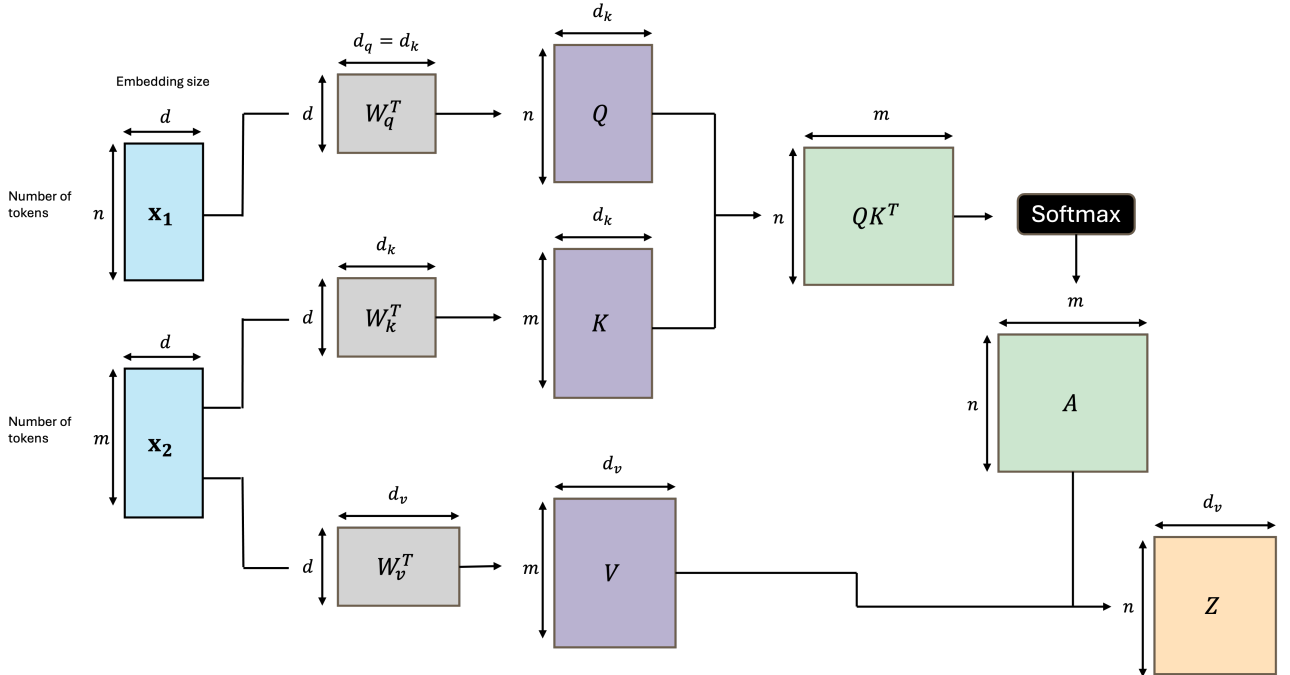 Embedding size
d
Number of
tokens
n
x₁
d_q = d_k
d
W_q^T
d_k
n
Q
d_k
d
W_k^T
d_k
m
K
m
n
QK^T
Softmax
m
n
A
d
Number of
tokens
m
x₂
d_v
d
W_v^T
d_v
m
V
d_v
n
Z